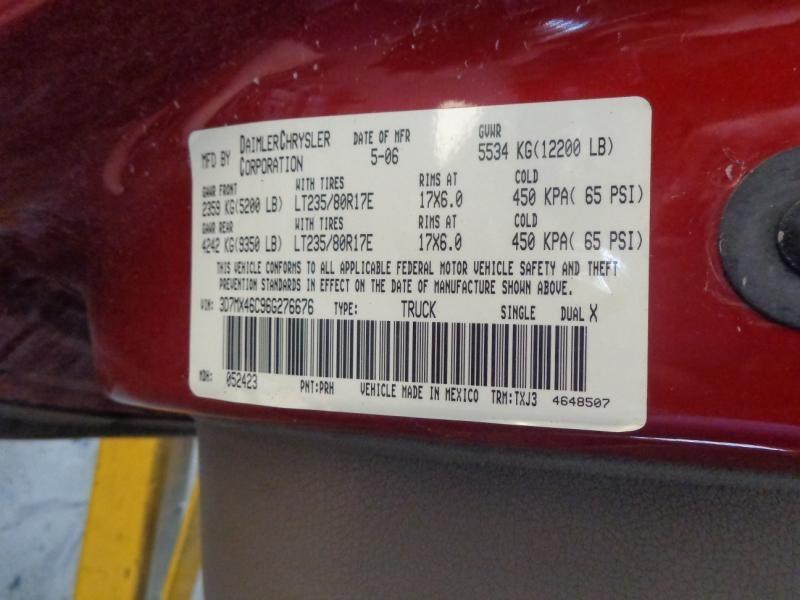 MFD BY DAIMLERCHRYSLER CORPORATION DATE OF MFR 5-06 GVWR 5534 KG(12200 LB)
GAWR FRONT WITH TIRES RIMS AT COLD
2359 KG(5200 LB) LT235/80R17E 17X6.0 450 KPA( 65 PSI)
GAWR REAR WITH TIRES RIMS AT COLD
4242 KG(9350 LB) LT235/80R17E 17X6.0 450 KPA( 65 PSI)
THIS VEHICLE CONFORMS TO ALL APPLICABLE FEDERAL MOTOR VEHICLE SAFETY AND THEFT
PREVENTION STANDARDS IN EFFECT ON THE DATE OF MANUFACTURE SHOWN ABOVE.
VIN: 3D7MX46C96G276676 TYPE: TRUCK SINGLE DUAL X
MDH: 052423 PNT:PRH VEHICLE MADE IN MEXICO TRM:TXJ3 4648507